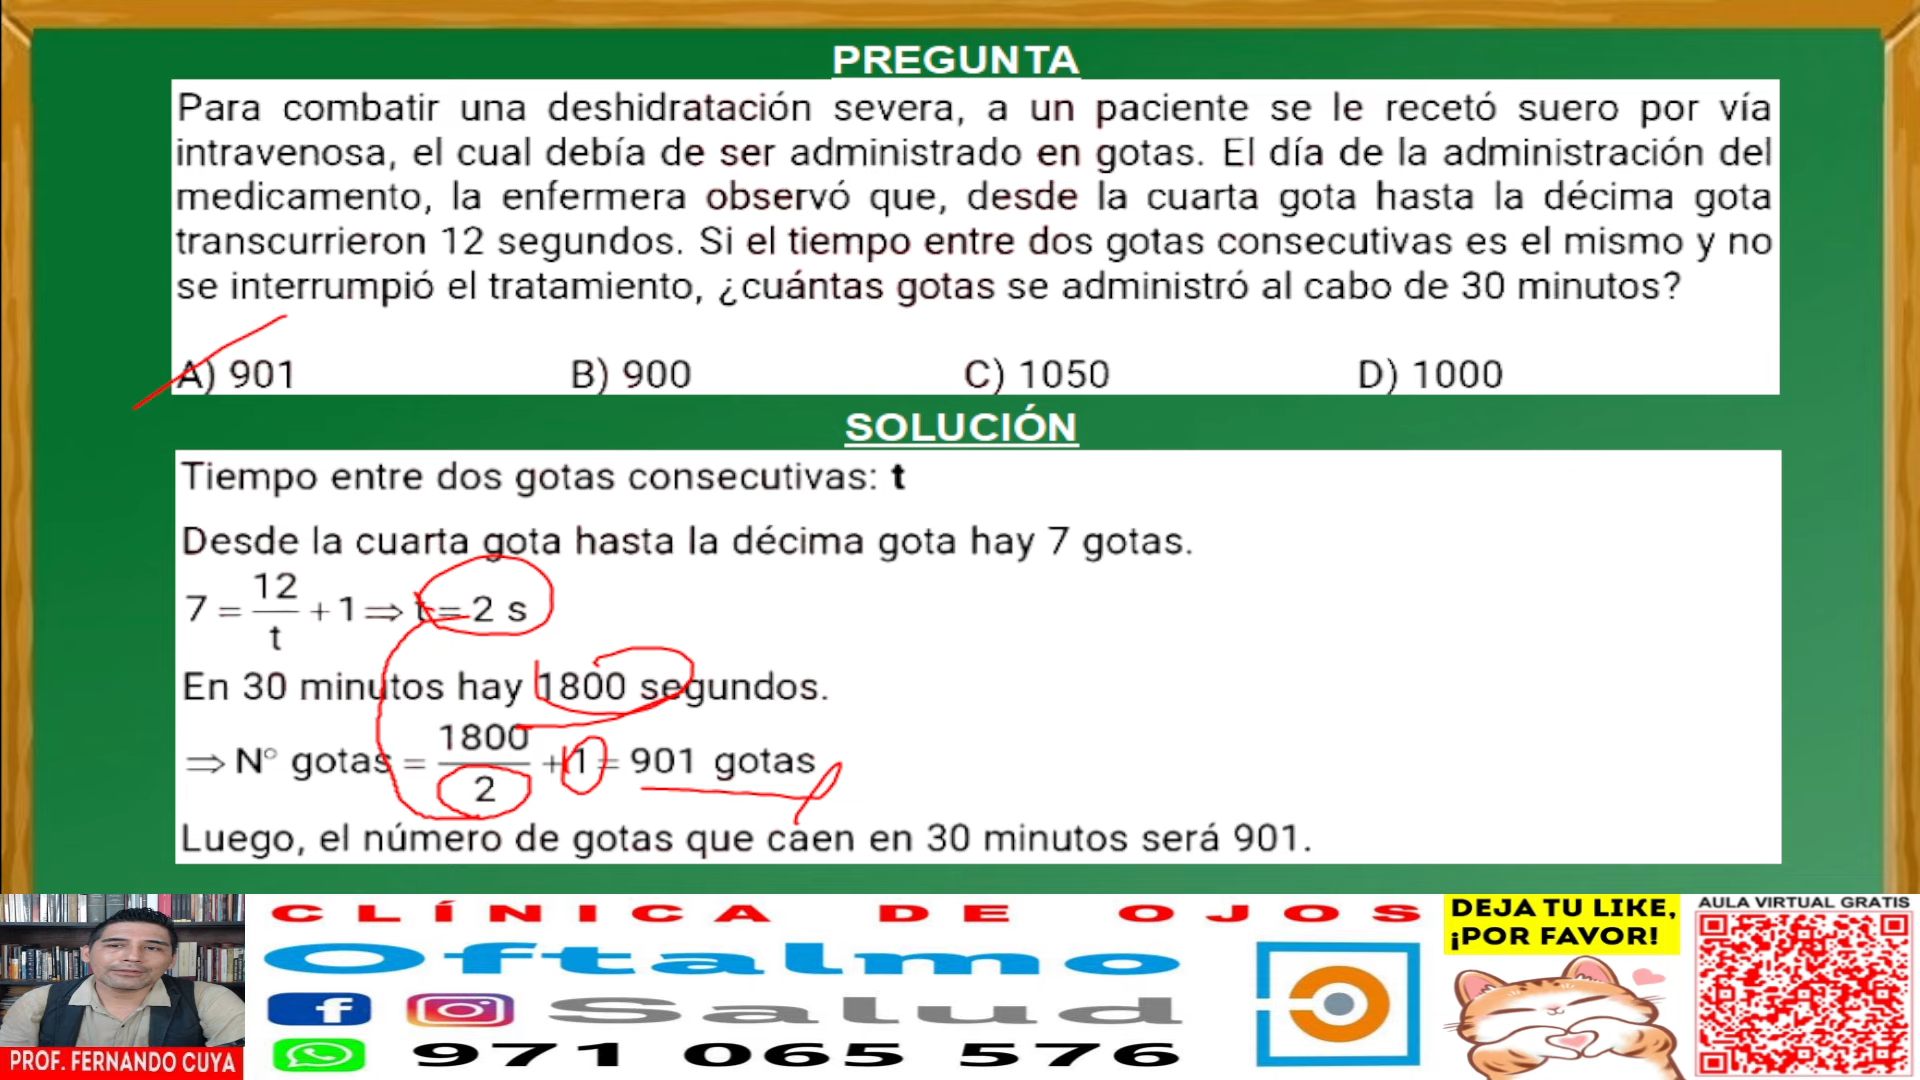 PREGUNTA
Para combatir una deshidratación severa, a un paciente se le recetó suero por vía
intravenosa, el cual debía de ser administrado en gotas. El día de la administración del
medicamento, la enfermera observó que, desde la cuarta gota hasta la décima gota
transcurrieron 12 segundos. Si el tiempo entre dos gotas consecutivas es el mismo y no
se interrumpió el tratamiento, ¿cuántas gotas se administró al cabo de 30 minutos?
A) 901 B) 900 C) 1050 D) 1000
SOLUCIÓN
Tiempo entre dos gotas consecutivas: t
Desde la cuarta gota hasta la décima gota hay 7 gotas.
7 = 12/t + 1 ⇒ t = 2 s
En 30 minutos hay 1800 segundos.
⇒ N° gotas = 1800/2 + 1 = 901 gotas
Luego, el número de gotas que caen en 30 minutos será 901.
PROF. FERNANDO CUYA
CLÍNICA DE OJOS
Oftalmo
Salud
971 065 576
DEJA TU LIKE,
¡POR FAVOR!
AULA VIRTUAL GRATIS